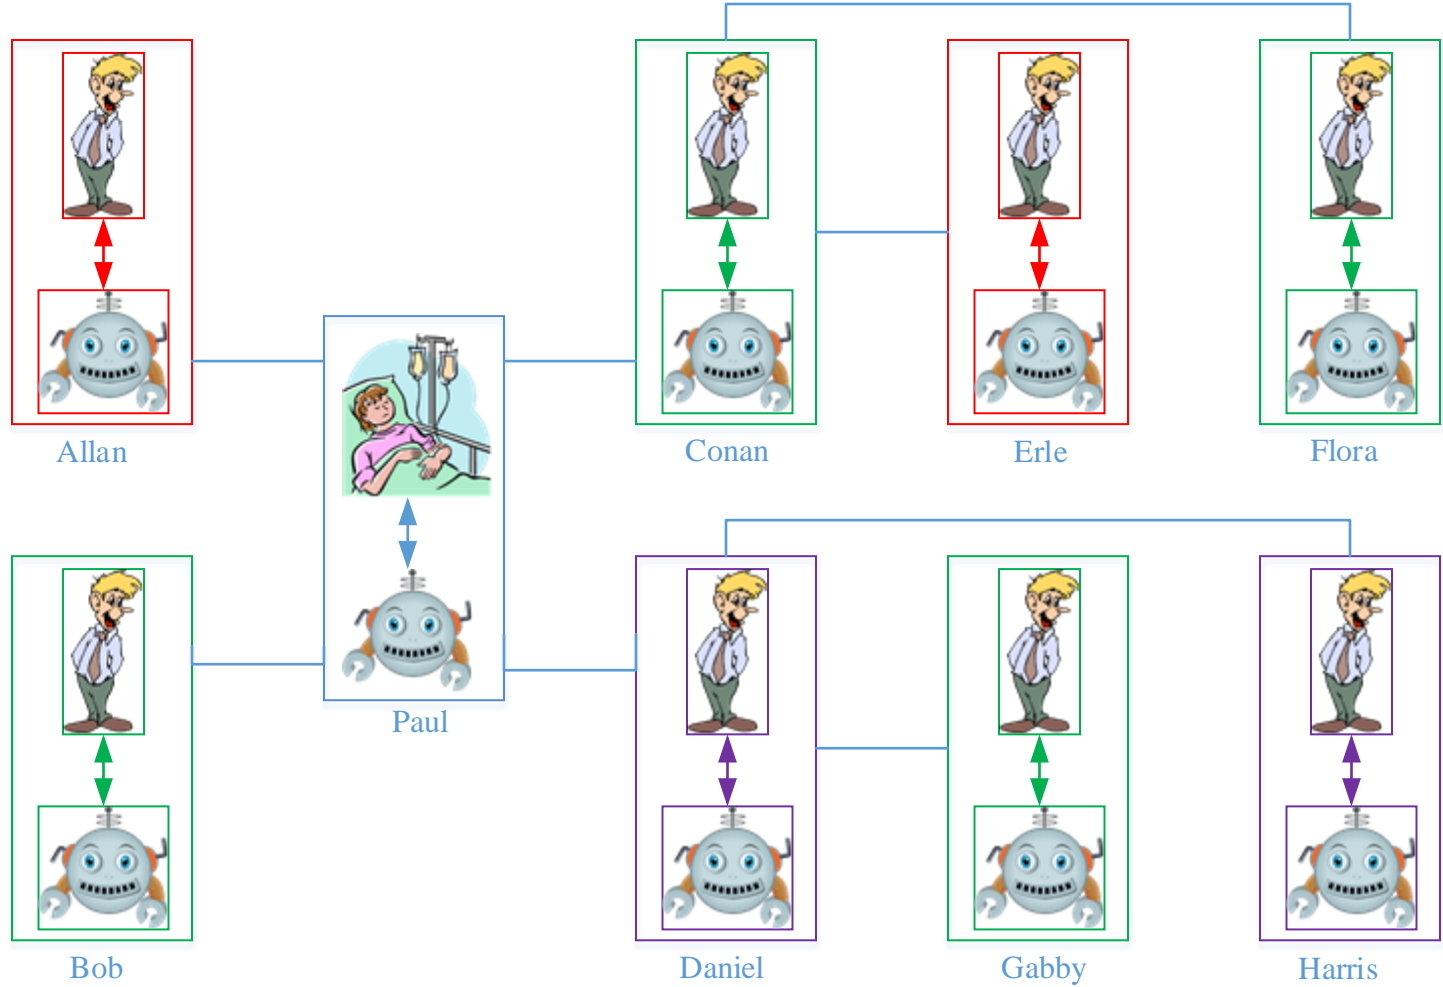 Allan
Conan
Erle
Flora
Paul
Bob
Daniel
Gabby
Harris